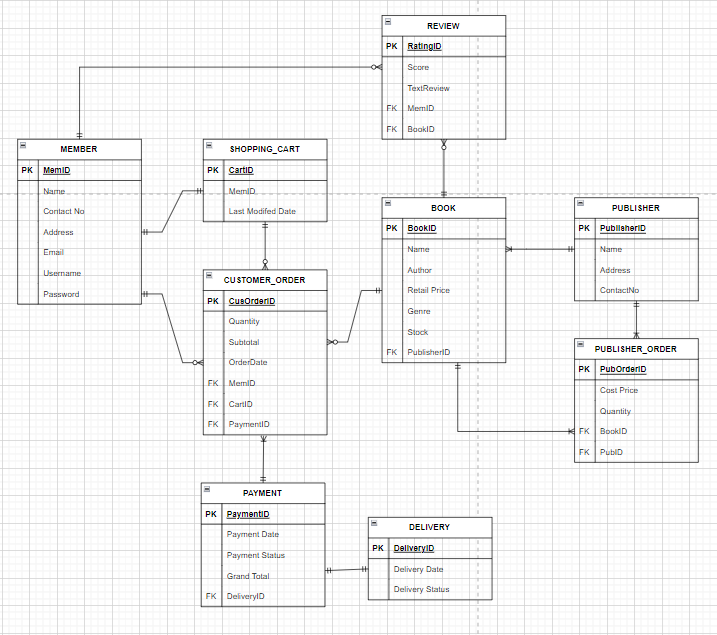 REVIEW
PK RatingID
Score
TextReview
FK MemID
FK BookID
MEMBER
PK MemID
Name
Contact No
Address
Email
Username
Password
SHOPPING_CART
PK CartID
MemID
Last Modifed Date
BOOK
PK BookID
Name
Author
Retail Price
Genre
Stock
FK PublisherID
PUBLISHER
PK PublisherID
Name
Address
ContactNo
CUSTOMER_ORDER
PK CusOrderID
Quantity
Subtotal
OrderDate
FK MemID
FK CartID
FK PaymentID
PUBLISHER_ORDER
PK PubOrderID
Cost Price
Quantity
FK BookID
FK PubID
PAYMENT
PK PaymentID
Payment Date
Payment Status
Grand Total
FK DeliveryID
DELIVERY
PK DeliveryID
Delivery Date
Delivery Status